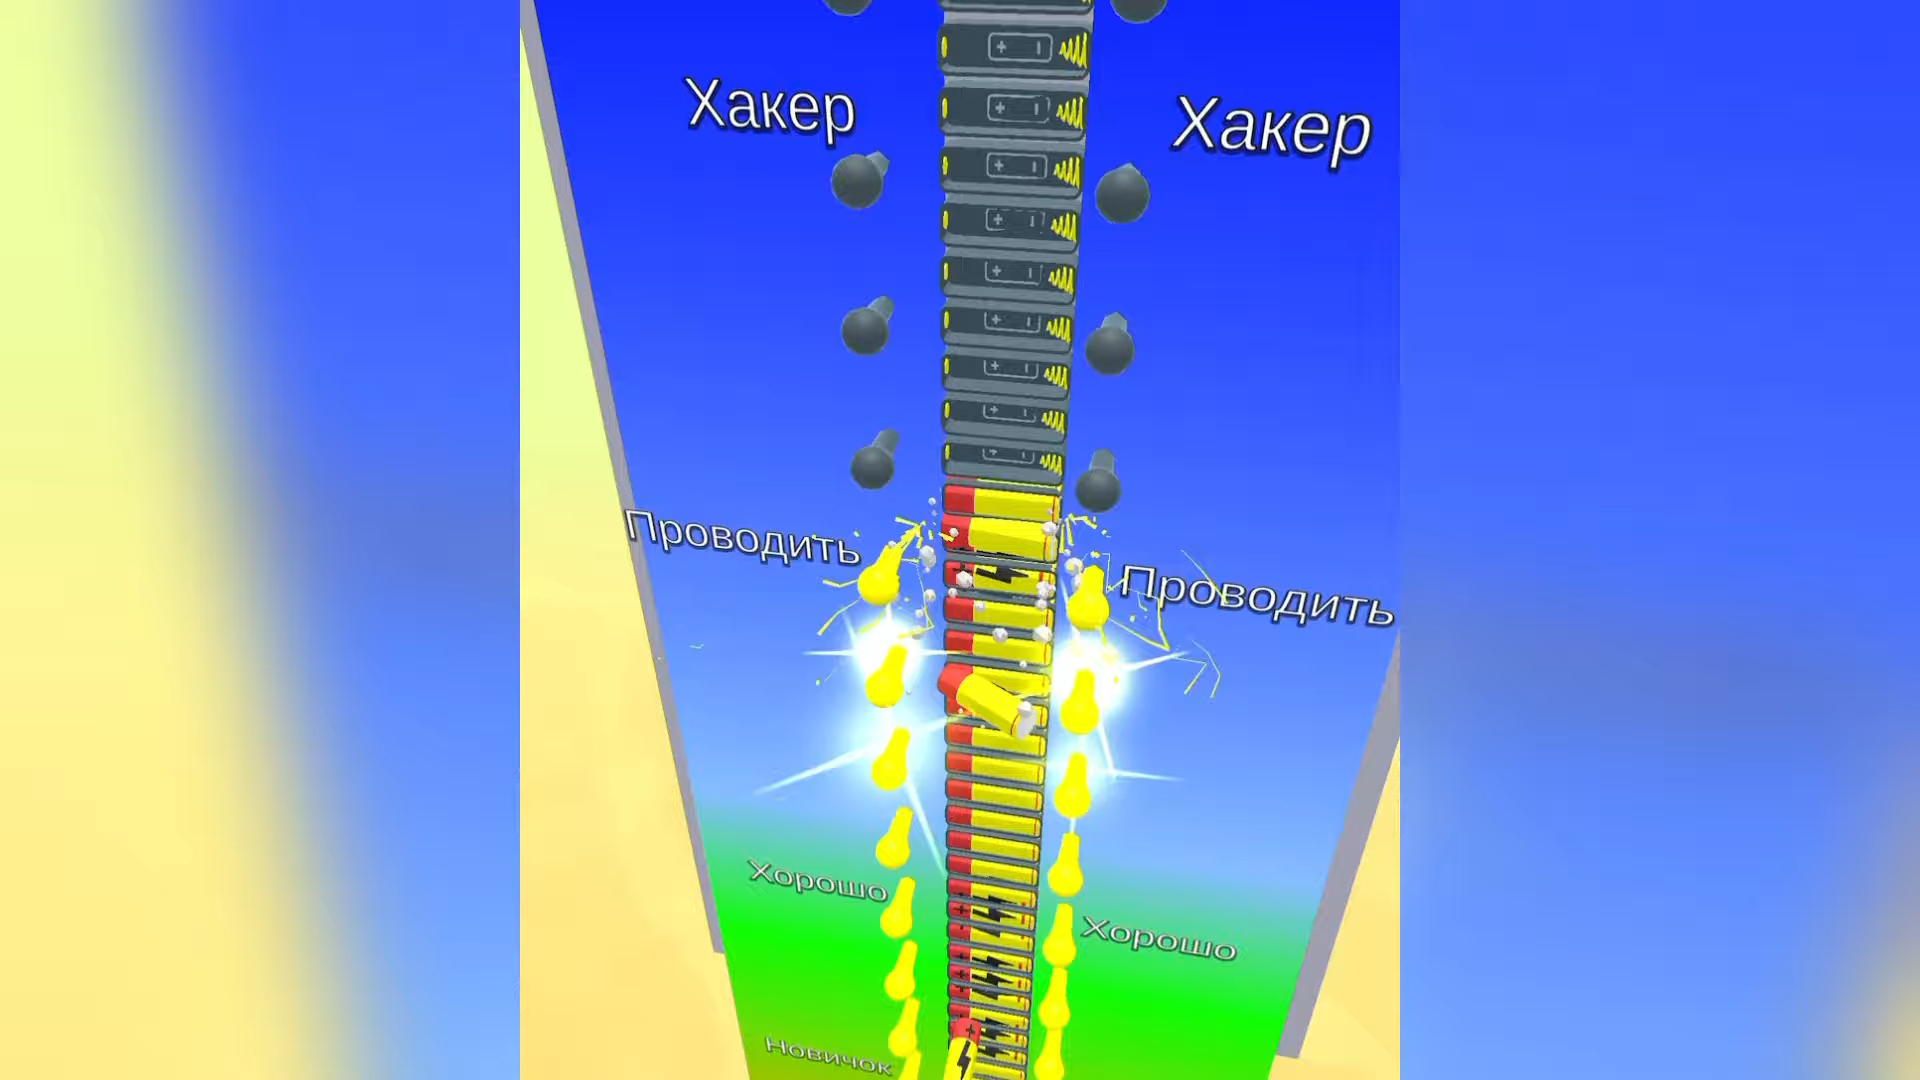 Хакер
Хакер
Проводить
Проводить
Хорошо
Хорошо
Новичок